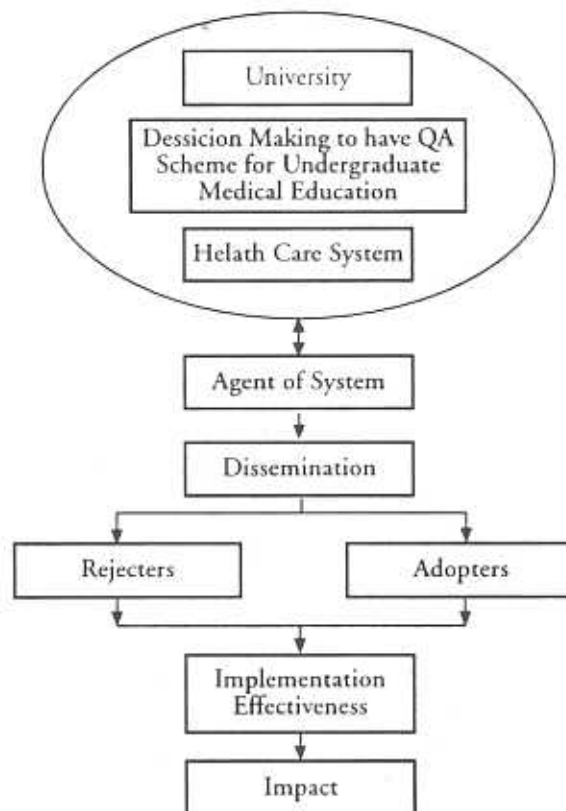 University
Dessicion Making to have QA
Scheme for Undergraduate
Medical Education
Helath Care System
Agent of System
Dissemination
Rejecters
Adopters
Implementation
Effectiveness
Impact